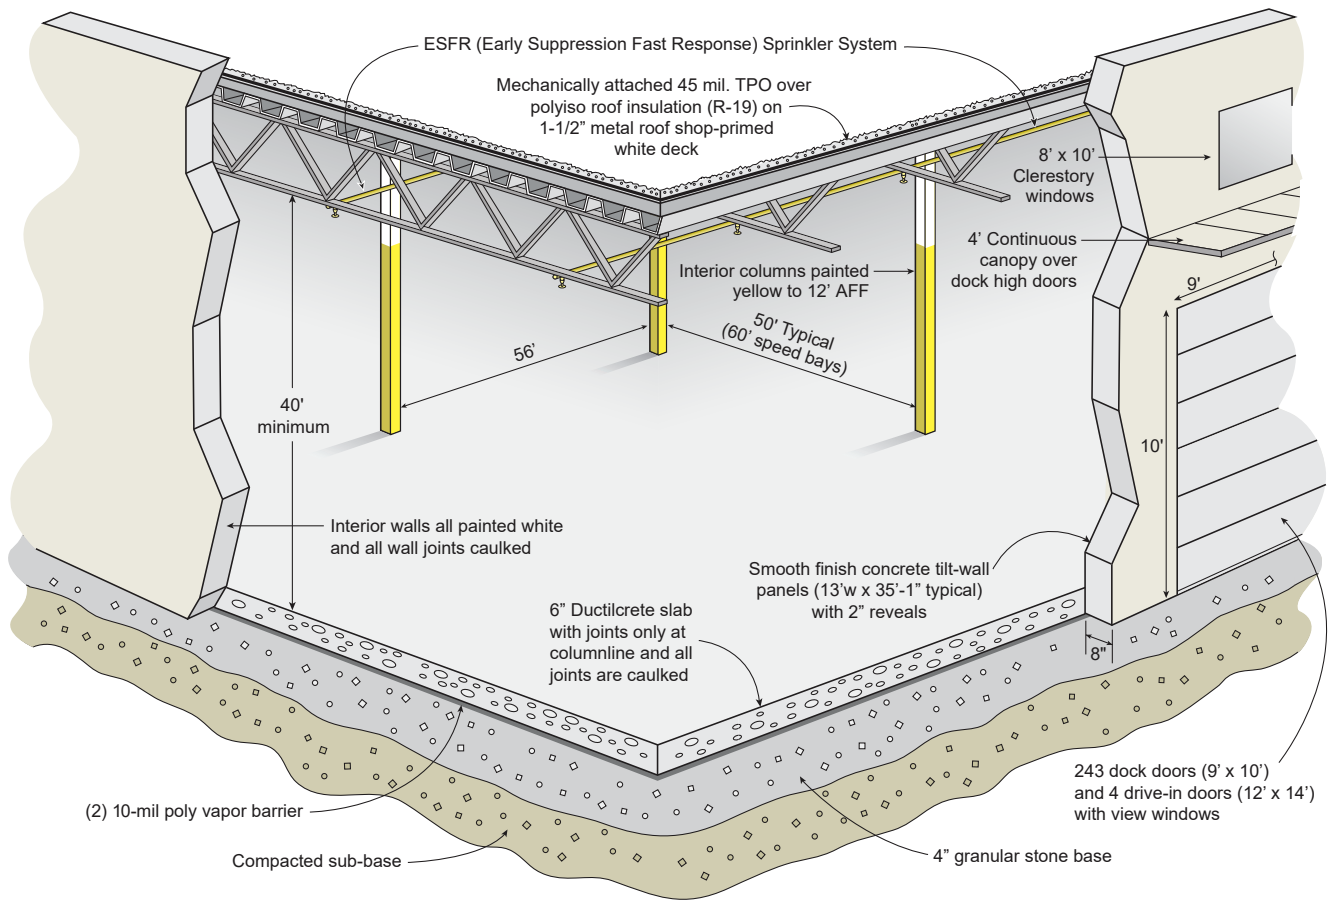 ESFR (Early Suppression Fast Response) Sprinkler System
Mechanically attached 45 mil. TPO over
polyiso roof insulation (R-19) on
1-1/2” metal roof shop-primed
white deck
8’ x 10’
Clerestory
windows
4’ Continuous
canopy over
dock high doors
Interior columns painted
yellow to 12’ AFF
9'
56’
50' Typical
(60’ speed bays)
40'
minimum
10'
Interior walls all painted white
and all wall joints caulked
Smooth finish concrete tilt-wall
panels (13’w x 35’-1” typical)
with 2” reveals
6” Ductilcrete slab
with joints only at
columnline and all
joints are caulked
8"
243 dock doors (9’ x 10’)
and 4 drive-in doors (12’ x 14’)
with view windows
(2) 10-mil poly vapor barrier
Compacted sub-base
4” granular stone base